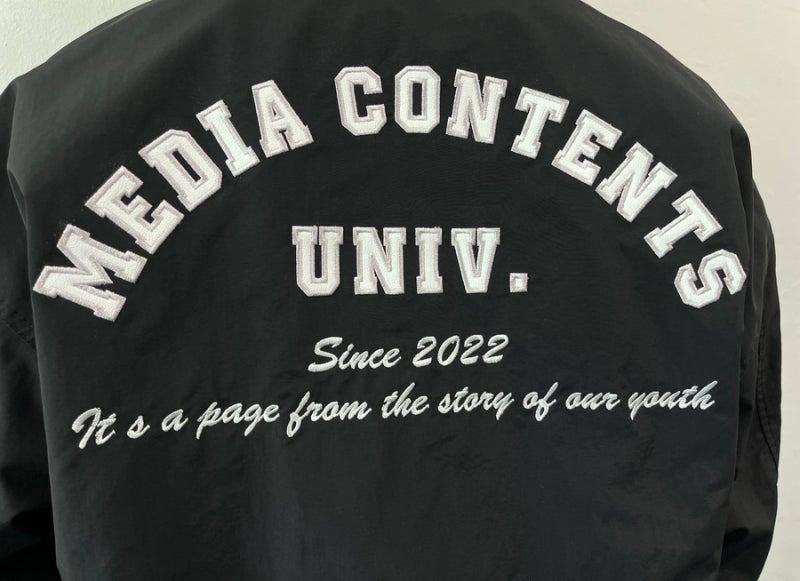 MEDIA CONTENTS
UNIV.
Since 2022
It s a page from the story of our youth